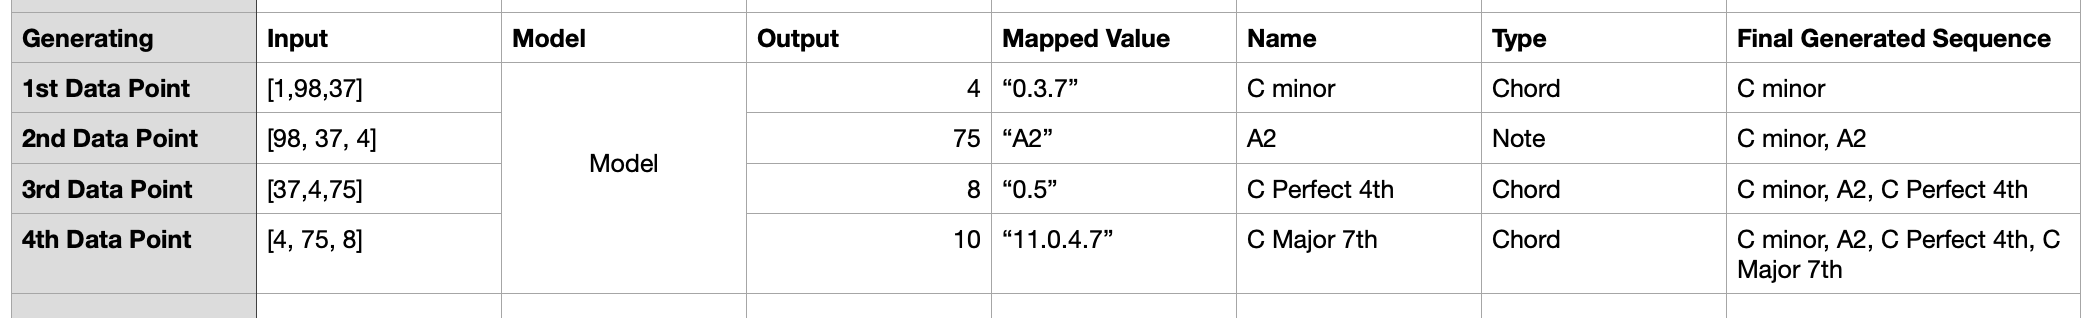 Generating Input Model Output Mapped Value Name Type Final Generated Sequence
1st Data Point [1,98,37] 4 “0.3.7” C minor Chord C minor
2nd Data Point [98, 37, 4] 75 “A2” A2 Note C minor, A2
Model
3rd Data Point [37,4,75] 8 “0.5” C Perfect 4th Chord C minor, A2, C Perfect 4th
4th Data Point [4, 75, 8] 10 “11.0.4.7” C Major 7th Chord C minor, A2, C Perfect 4th, C
Major 7th